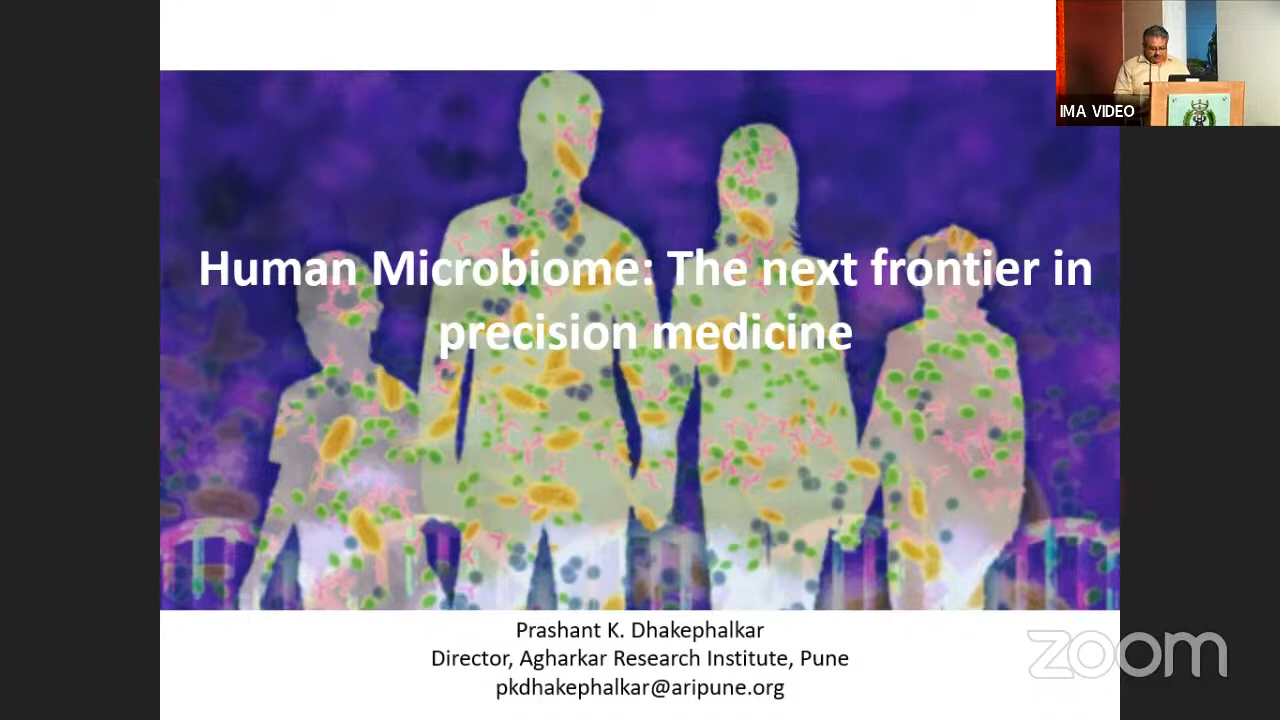 IMA VIDEO
Human Microbiome: The next frontier in
precision medicine
Prashant K. Dhakephalkar
Director, Agharkar Research Institute, Pune
pkdhakephalkar@aripune.org
zoom